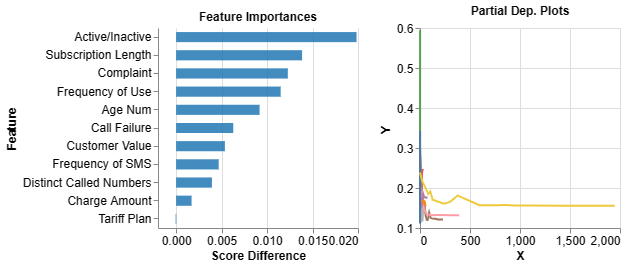 Feature Importances
Feature
Active/Inactive
Subscription Length
Complaint
Frequency of Use
Age Num
Call Failure
Customer Value
Frequency of SMS
Distinct Called Numbers
Charge Amount
Tariff Plan
0.000 0.005 0.010 0.0150.020
Score Difference
Partial Dep. Plots
Y
0.6
0.5
0.4
0.3
0.2
0.1
0 500 1,000 1,500 2,000
X